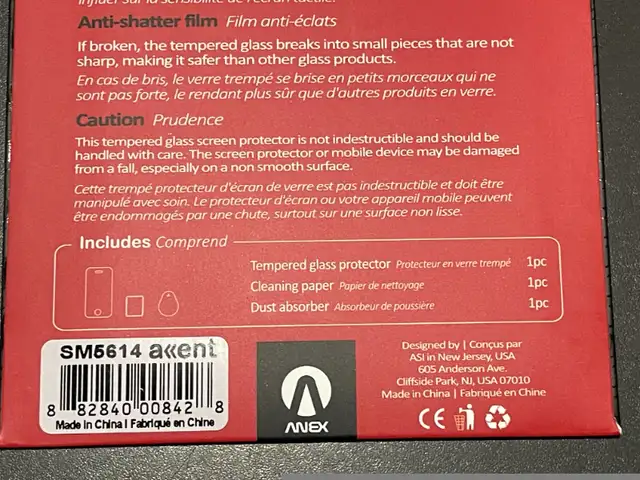 influer sur la sensibilité de l'écran tactile.
Anti-shatter film Film anti-éclats
If broken, the tempered glass breaks into small pieces that are not
sharp, making it safer than other glass products.
En cas de bris, le verre trempé se brise en petits morceaux qui ne
sont pas forte, le rendant plus sûr que d'autres produits en verre.
Caution Prudence
This tempered glass screen protector is not indestructible and should be
handled with care. The screen protector or mobile device may be damaged
from a fall, especially on a non smooth surface.
Cette trempé protecteur d'écran de verre est pas indestructible et doit être
manipulé avec soin. Le protecteur d'écran ou votre appareil mobile peuvent
être endommagés par une chute, surtout sur une surface non lisse.
Includes Comprend
Tempered glass protector Protecteur en verre trempé 1pc
Cleaning paper Papier de nettoyage 1pc
Dust absorber Absorbeur de poussière 1pc
SM5614 axent
8 82840 00842 8
Made in China I Fabriqué en Chine
ANEX
Designed by | Conçus par
ASI in New Jersey, USA
605 Anderson Ave.
Cliffside Park, NJ, USA 07010
Made in China | Fabriqué en Chine
CE